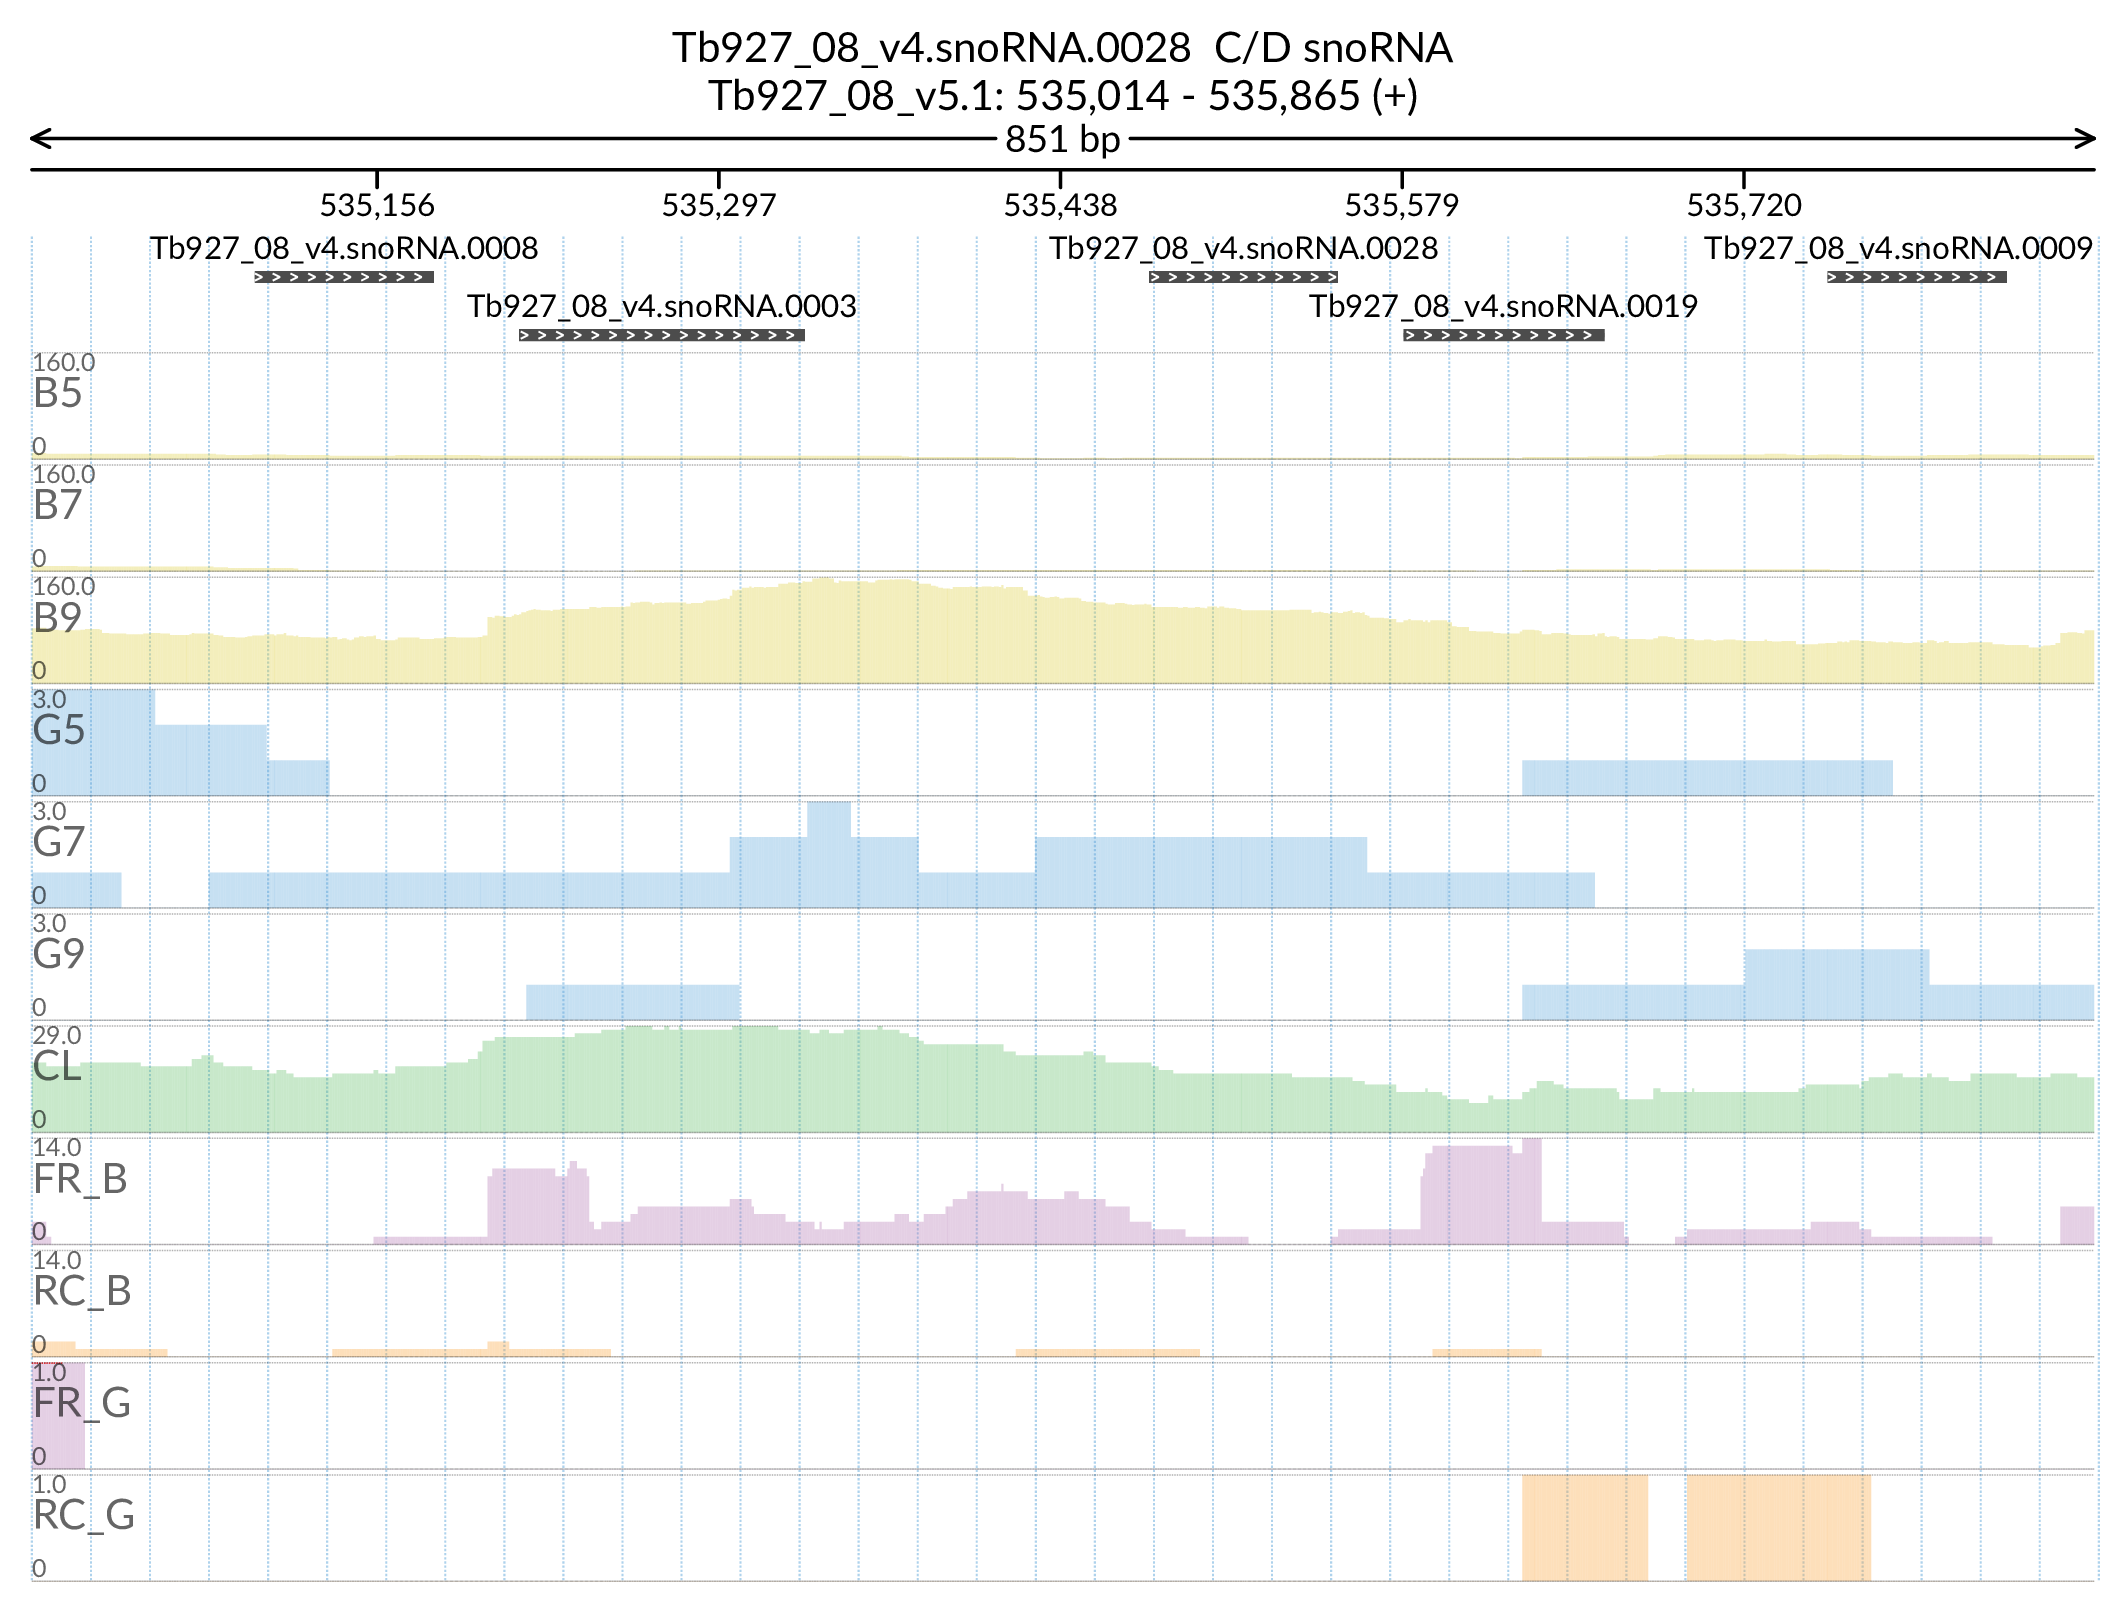 Tb927_08_v4.snoRNA.0028  C/D snoRNA
Tb927_08_v5.1: 535,014 - 535,865 (+)
851 bp
535,156 535,297 535,438 535,579 535,720
Tb927_08_v4.snoRNA.0008 Tb927_08_v4.snoRNA.0028 Tb927_08_v4.snoRNA.0009
Tb927_08_v4.snoRNA.0003 Tb927_08_v4.snoRNA.0019
160.0
B5
0
160.0
B7
0
160.0
B9
0
3.0
G5
0
3.0
G7
0
3.0
G9
0
29.0
CL
0
14.0
FR_B
0
14.0
RC_B
0
1.0
FR_G
0
1.0
RC_G
0